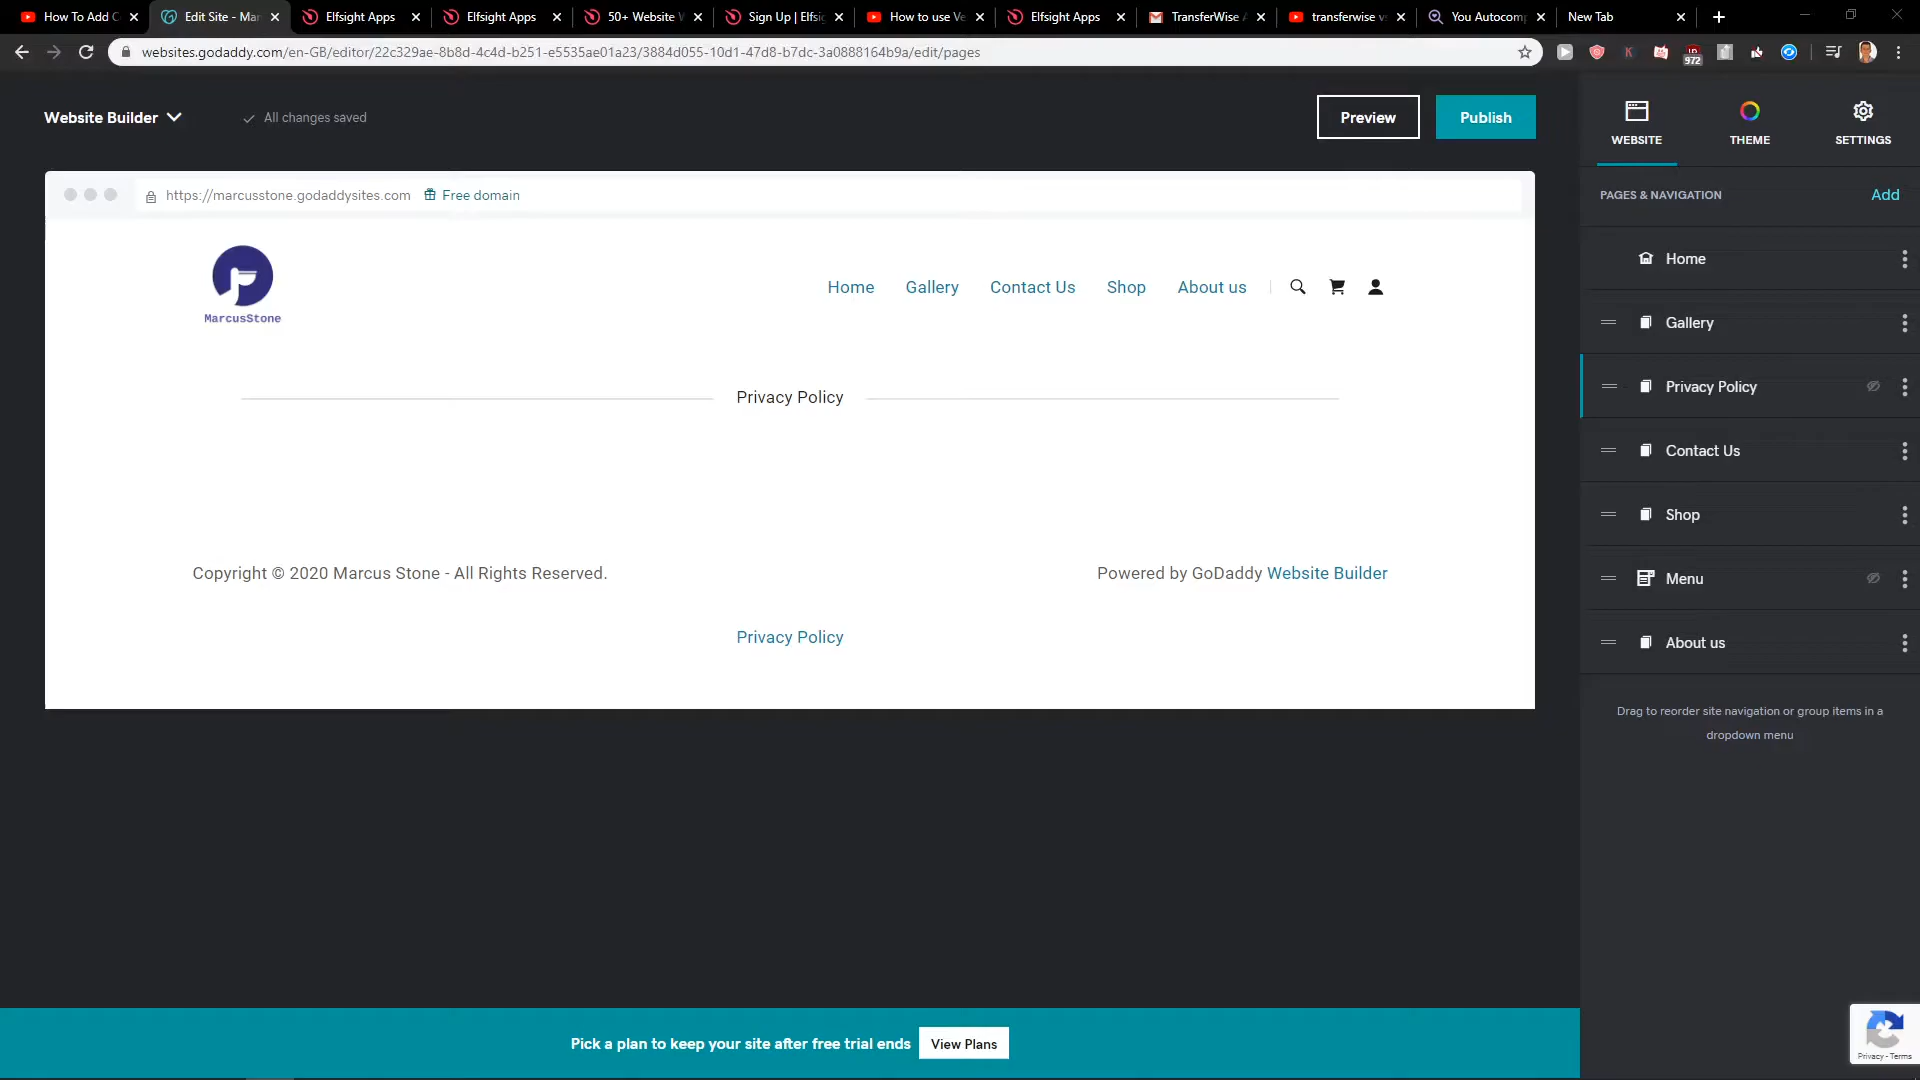 How To Add C
Edit Site - Mar
Elfsight Apps
Elfsight Apps
50+ Website
Sign Up | Elfsig
How to use Ve
Elfsight Apps
TransferWise
transferwise v
You Autocomp
New Tab
websites.godaddy.com/en-GB/editor/22c329ae-8b8d-4c4d-b251-e5535ae01a23/3884d055-10d1-47d8-b7dc-3a0888164b9a/edit/pages
972
Website Builder
All changes saved
Preview
Publish
WEBSITE
THEME
SETTINGS
https://marcusstone.godaddysites.com
Free domain
PAGES & NAVIGATION
Add
MarcusStone
Home
Gallery
Contact Us
Shop
About us
Privacy Policy
Copyright © 2020 Marcus Stone - All Rights Reserved.
Powered by GoDaddy Website Builder
Privacy Policy
Home
Gallery
Privacy Policy
Contact Us
Shop
Menu
About us
Drag to reorder site navigation or group items in a
dropdown menu
Pick a plan to keep your site after free trial ends
View Plans
Privacy - Terms